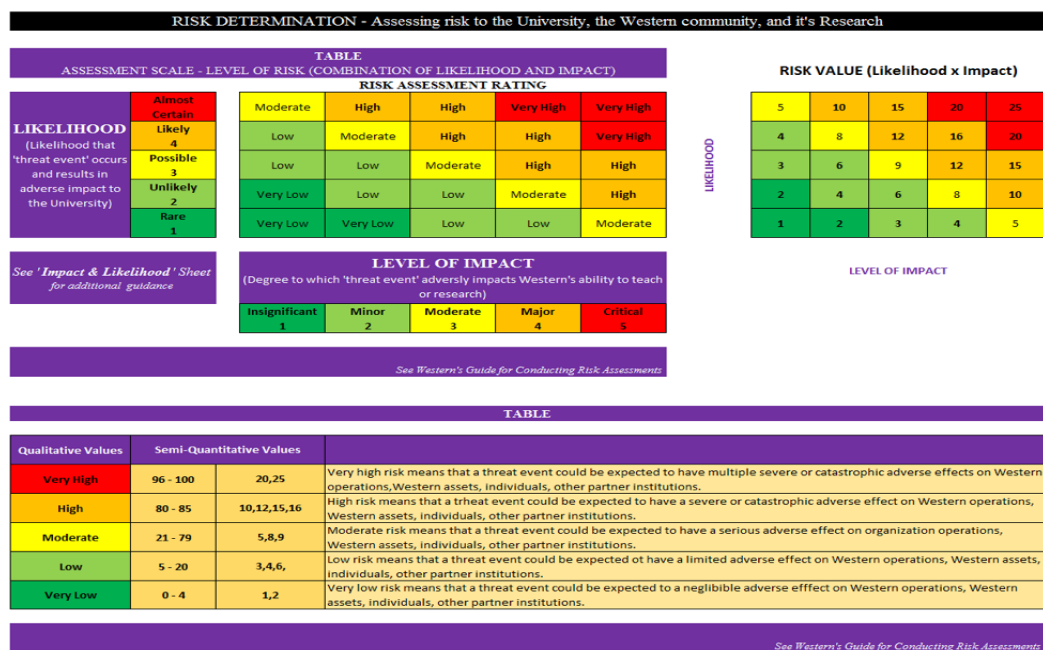 RISK DETERMINATION - Assessing risk to the University, the Western community, and it's Research
TABLE
ASSESSMENT SCALE - LEVEL OF RISK (COMBINATION OF LIKELIHOOD AND IMPACT)
RISK ASSESSMENT RATING
RISK VALUE (Likelihood x Impact)
LIKELIHOOD
(Likelihood that
'threat event' occurs
and results in
adverse impact to
the University)
Almost
Certain
Likely
4
Possible
3
Unlikely
2
Rare
1
Moderate High High Very High Very High
Low Moderate High High Very High
Low Low Moderate High High
Very Low Low Low Moderate High
Very Low Very Low Low Low Moderate
LIKELIHOOD
5 10 15 20 25
4 8 12 16 20
3 6 9 12 15
2 4 6 8 10
1 2 3 4 5
See 'Impact & Likelihood' Sheet
for additional guidance
LEVEL OF IMPACT
(Degree to which 'threat event' adversly impacts Western's ability to teach
or research)
Insignificant Minor Moderate Major Critical
1 2 3 4 5
LEVEL OF IMPACT
See Western's Guide for Conducting Risk Assessments
TABLE
Qualitative Values Semi-Quantitative Values
Very High 96 - 100 20,25 Very high risk means that a threat event could be expected to have multiple severe or catastrophic adverse effects on Western
operations,Western assets, individuals, other partner institutions.
High 80 - 85 10,12,15,16 High risk means that a trheat event could be expected to have a severe or catastrophic adverse effect on Western operations,
Western assets, individuals, other partner institutions.
Moderate 21 - 79 5,8,9 Moderate risk means that a threat event could be expected to have a serious adverse effect on organization operations,
Western assets, individuals, other partner institutions.
Low 5 - 20 3,4,6, Low risk means that a threat event could be expected ot have a limited adverse effect on Western operations, Western assets,
individuals, other partner institutions.
Very Low 0 - 4 1,2 Very low risk means that a threat event could be expected to a neglibible adverse efffect on Western operations, Western
assets, individuals, other partner institutions.
See Western's Guide for Conducting Risk Assessments